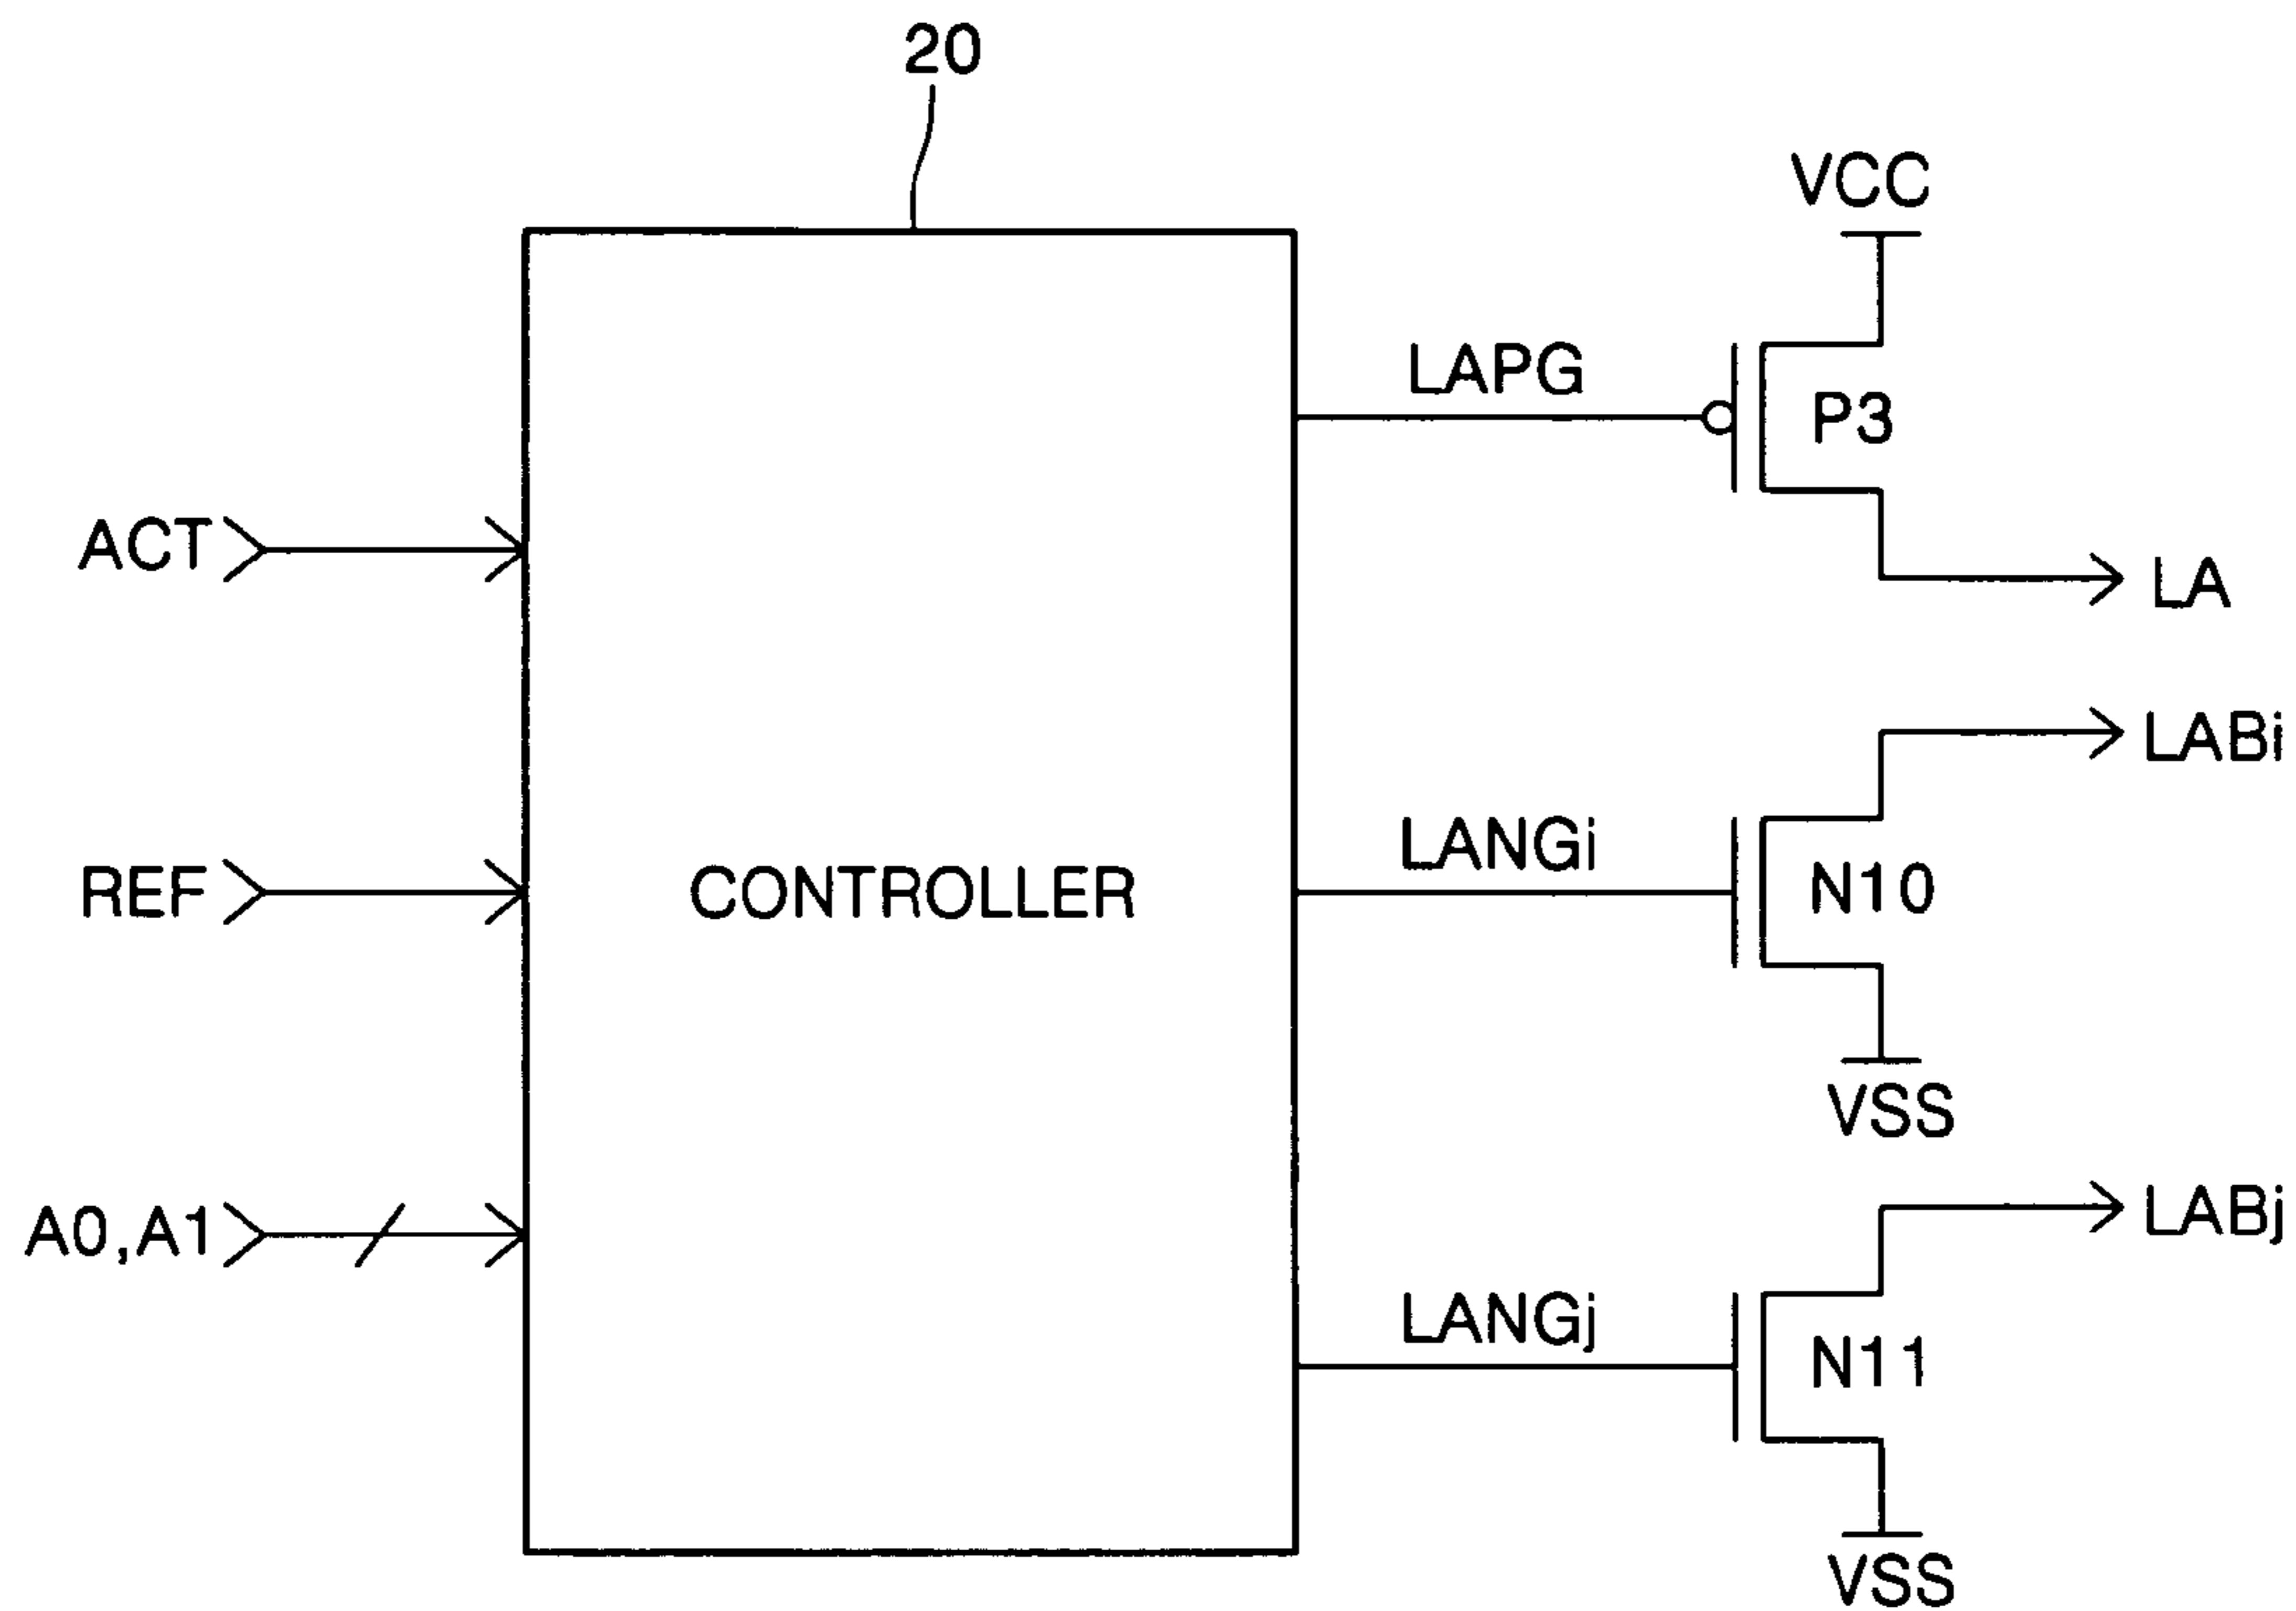 20
VCC
LAPG
P3
ACT
LA
LABi
LANGi
N10
REF
CONTROLLER
VSS
A0,A1
LABj
LANGj
N11
VSS